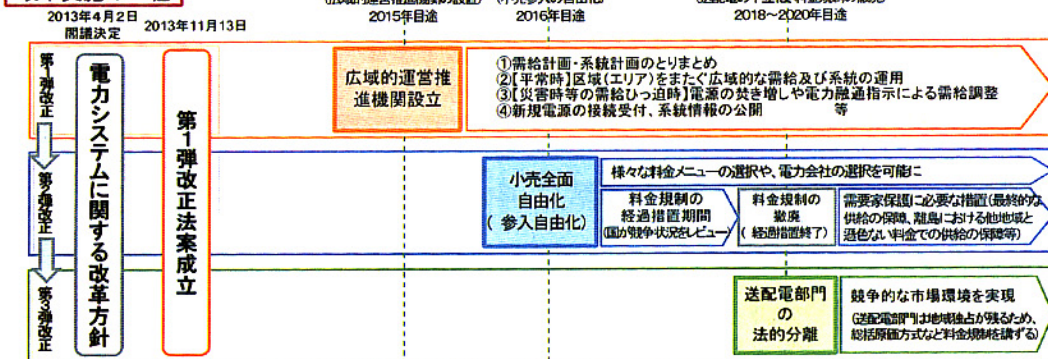 2013年4月2日
閣議決定
2013年11月13日
2015年目途
2016年目途
2018～2020年目途
第1弾改正
第2弾改正
第3弾改正
電力システムに関する改革方針
第1弾改正法案成立
広域的運営推
進機関設立
①需給計画・系統計画のとりまとめ
②【平常時】区域（エリア）をまたぐ広域的な需給及び系統の運用
③【災害時等の需給ひっ迫時】電源の焚き増しや電力融通指示による需給調整
④新規電源の接続受付、系統情報の公開　等
小売全面
自由化
（ 参入自由化）
様々な料金メニューの選択や、電力会社の選択を可能に
料金規制の
経過措置期間
（国が競争状況をレビュー）
料金規制の
撤廃
（ 経過措置終了）
需要家保護に必要な措置（最終的な
供給の保障、離島における他地域と
遜色ない料金での供給の保障等）
送配電部門
の
法的分離
競争的な市場環境を実現
（送配電部門は地域独占が残るため、
総括原価方式など料金規制を講ずる）